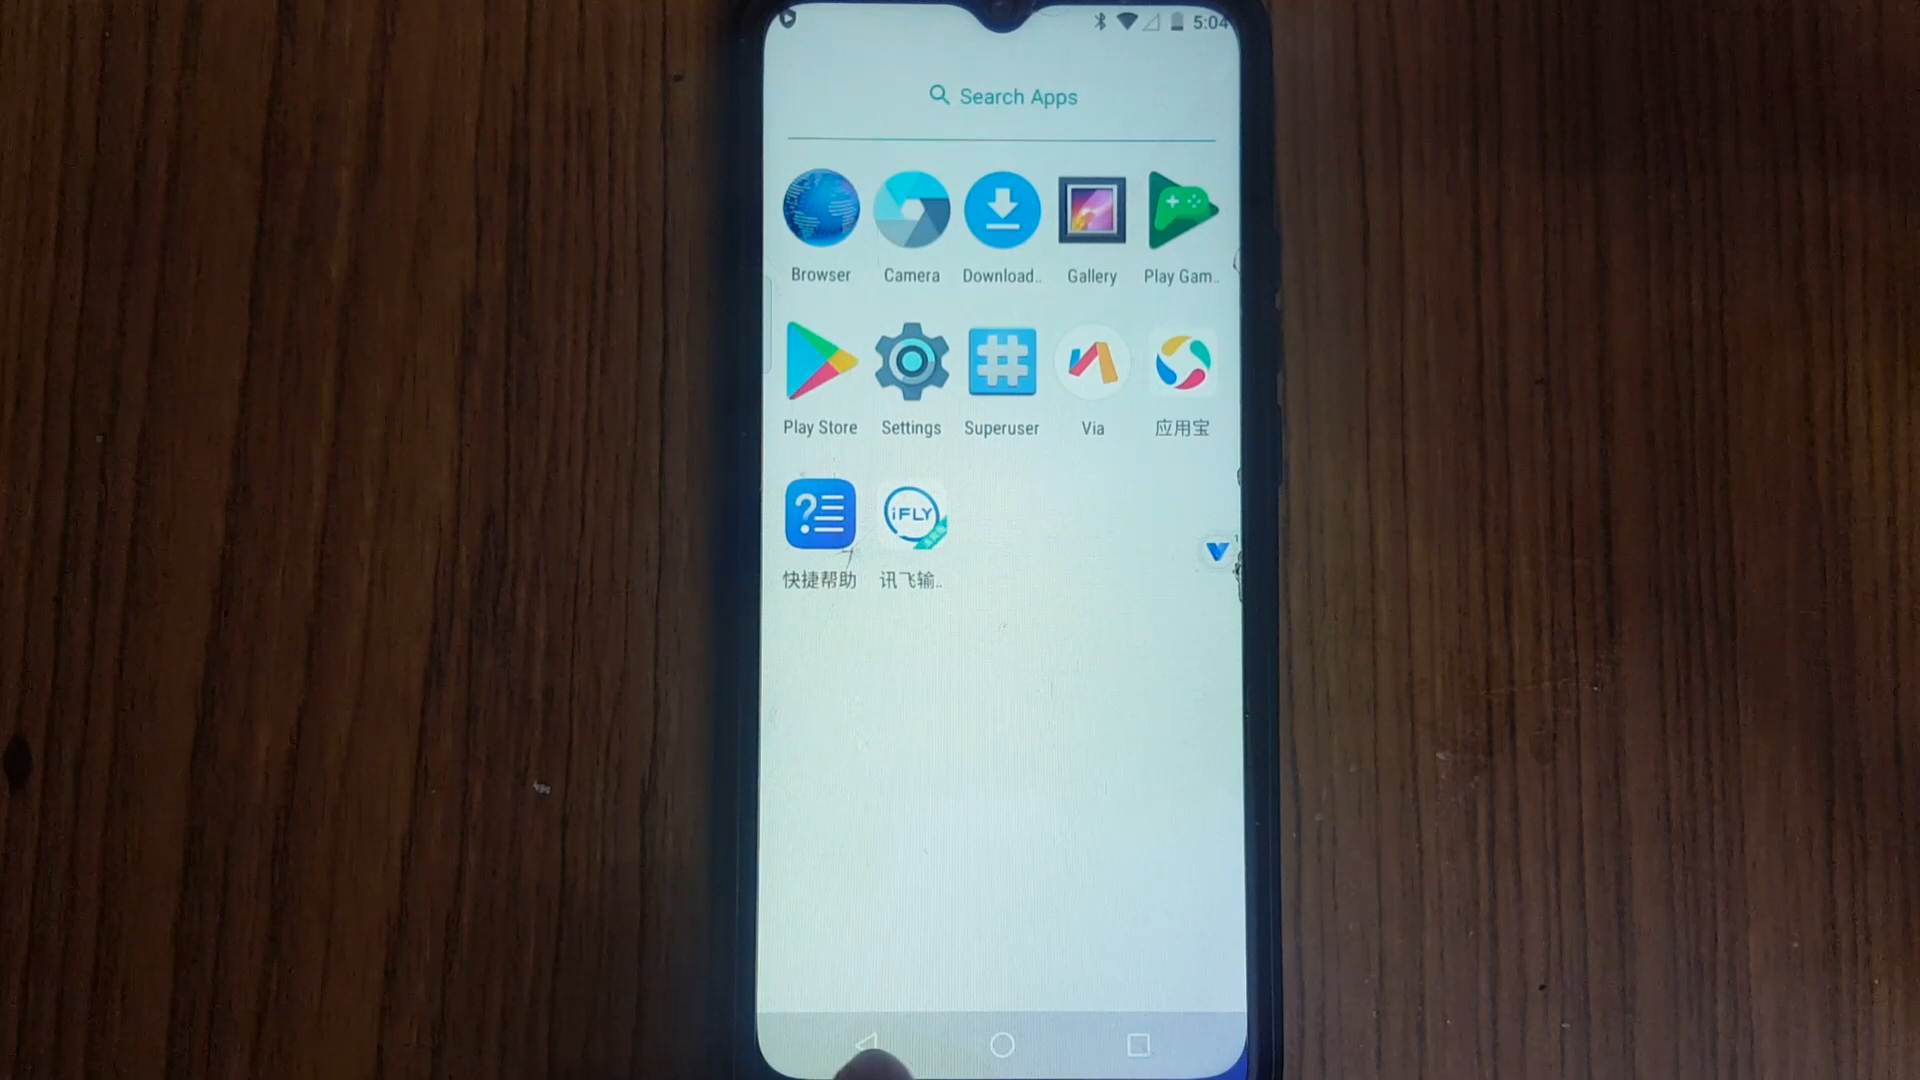 5:04
Search Apps
Browser Camera Download.. Gallery Play Gam..
Play Store Settings Superuser Via 应用宝
iFLY
快捷帮助 讯飞输..